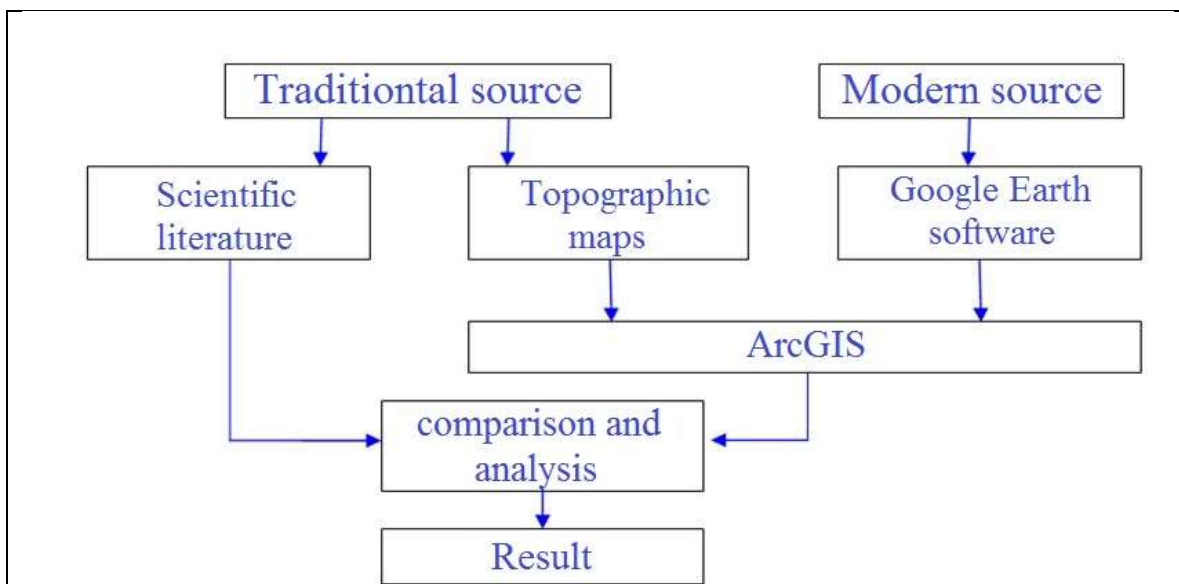 Traditiontal source
Modern source
Scientific
literature
Topographic
maps
Google Earth
software
ArcGIS
comparison and
analysis
Result